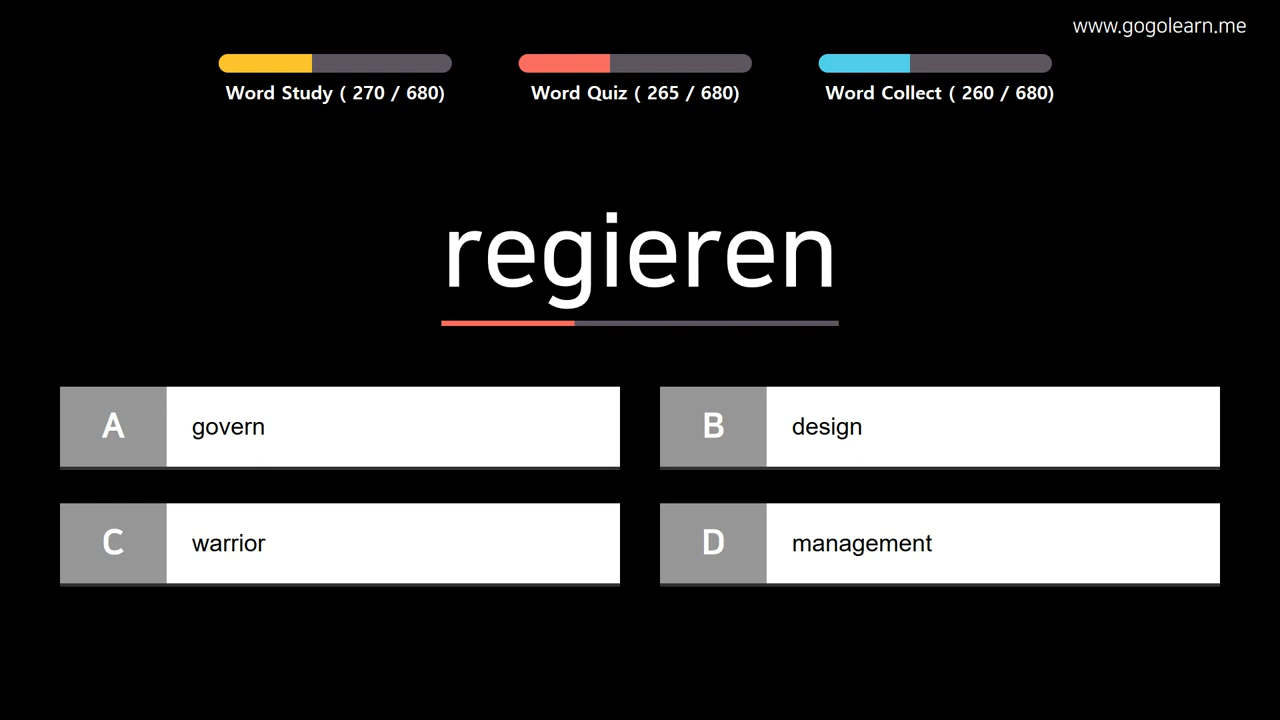 www.gogolearn.me
Word Study ( 270 / 680)
Word Quiz ( 265 / 680)
Word Collect ( 260 / 680)
regieren
A govern
B design
C warrior
D management